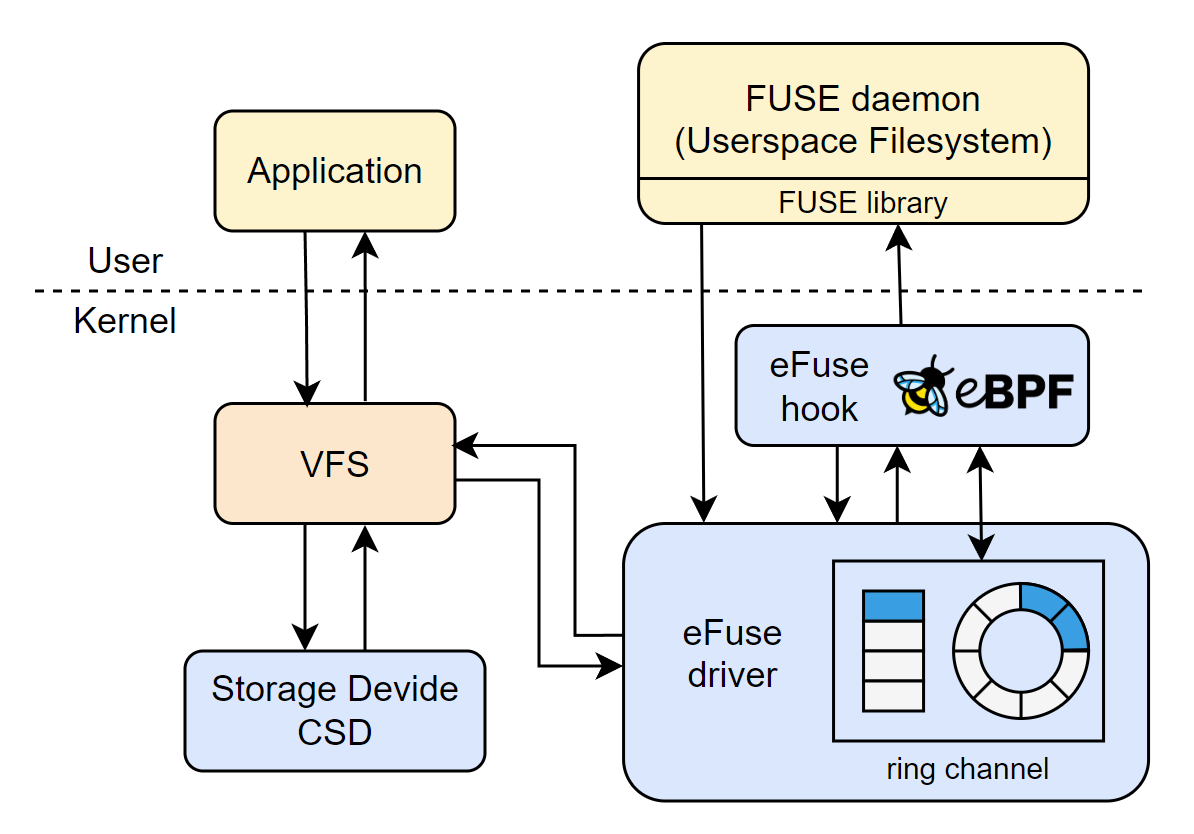 FUSE daemon
(Userspace Filesystem)
FUSE library
Application
User
Kernel
eFuse
hook
eBPF
VFS
eFuse
driver
ring channel
Storage Devide
CSD